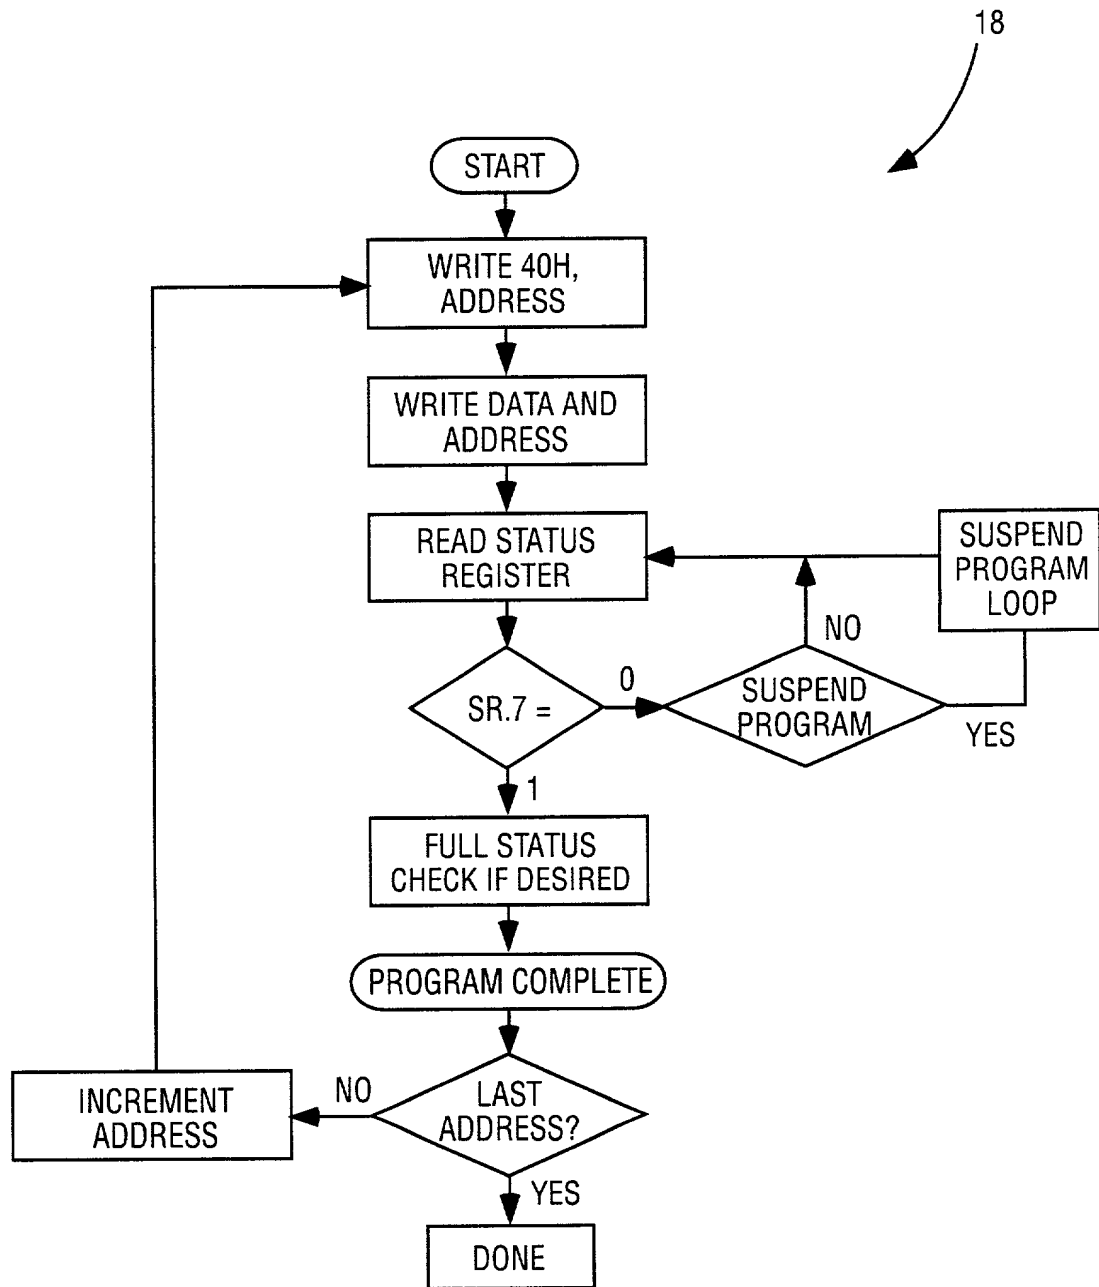 18
START
WRITE 40H,
ADDRESS
WRITE DATA AND
ADDRESS
READ STATUS
REGISTER
SUSPEND
PROGRAM
LOOP
NO
SR.7 =
0
SUSPEND
PROGRAM
YES
1
FULL STATUS
CHECK IF DESIRED
PROGRAM COMPLETE
LAST
ADDRESS?
NO
INCREMENT
ADDRESS
YES
DONE